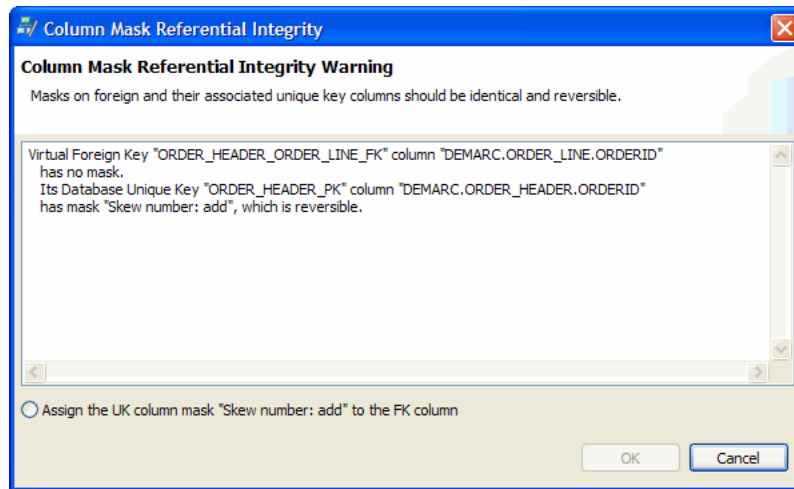 Column Mask Referential Integrity
Column Mask Referential Integrity Warning
Masks on foreign and their associated unique key columns should be identical and reversible.
Virtual Foreign Key "ORDER_HEADER_ORDER_LINE_FK" column "DEMARC.ORDER_LINE.ORDERID"
has no mask.
Its Database Unique Key "ORDER_HEADER_PK" column "DEMARC.ORDER_HEADER.ORDERID"
has mask "Skew number: add", which is reversible.
Assign the UK column mask "Skew number: add" to the FK column
OK
Cancel